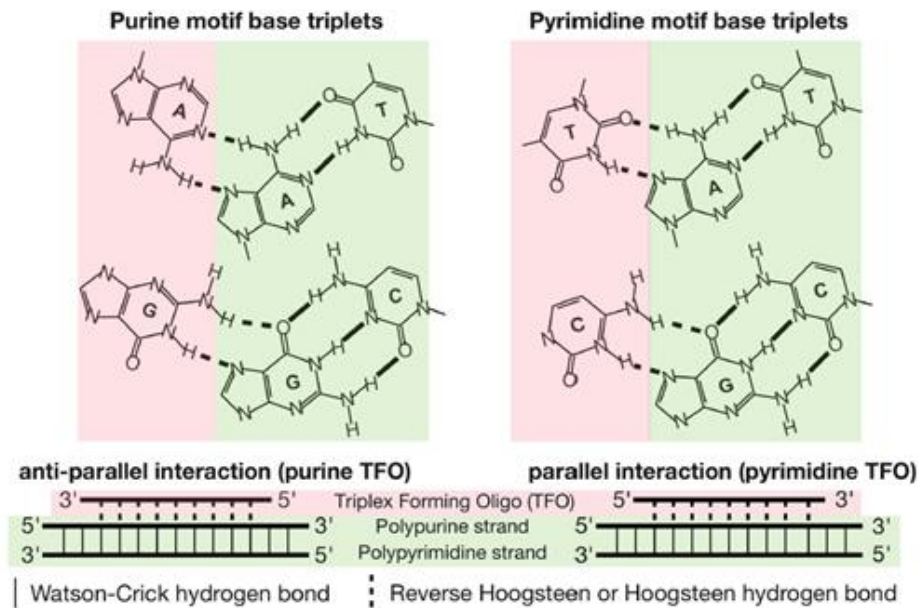 Purine motif base triplets
Pyrimidine motif base triplets
A
T
A
T
T
A
G
C
G
C
C
G
anti-parallel interaction (purine TFO)
parallel interaction (pyrimidine TFO)
3' 5' Triplex Forming Oligo (TFO) 5' 3'
5' 3' Polypurine strand 5' 3'
3' 5' Polypyrimidine strand 3' 5'
Watson-Crick hydrogen bond
Reverse Hoogsteen or Hoogsteen hydrogen bond